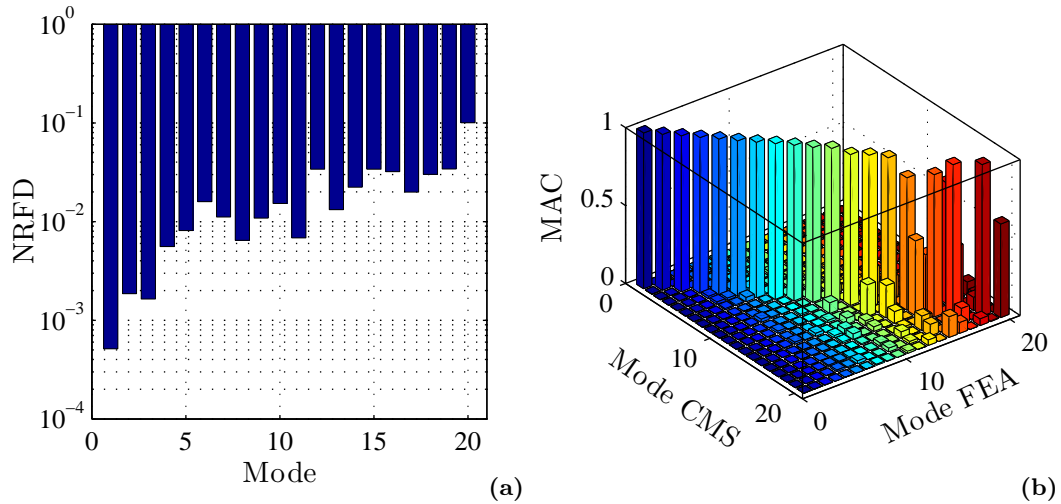 10^0
10^{-1}
10^{-2}
10^{-3}
10^{-4}
NRFD
0 5 10 15 20
Mode
(a)
1
0.5
0
MAC
0 10 20
Mode CMS
0 10 20
Mode FEA
(b)